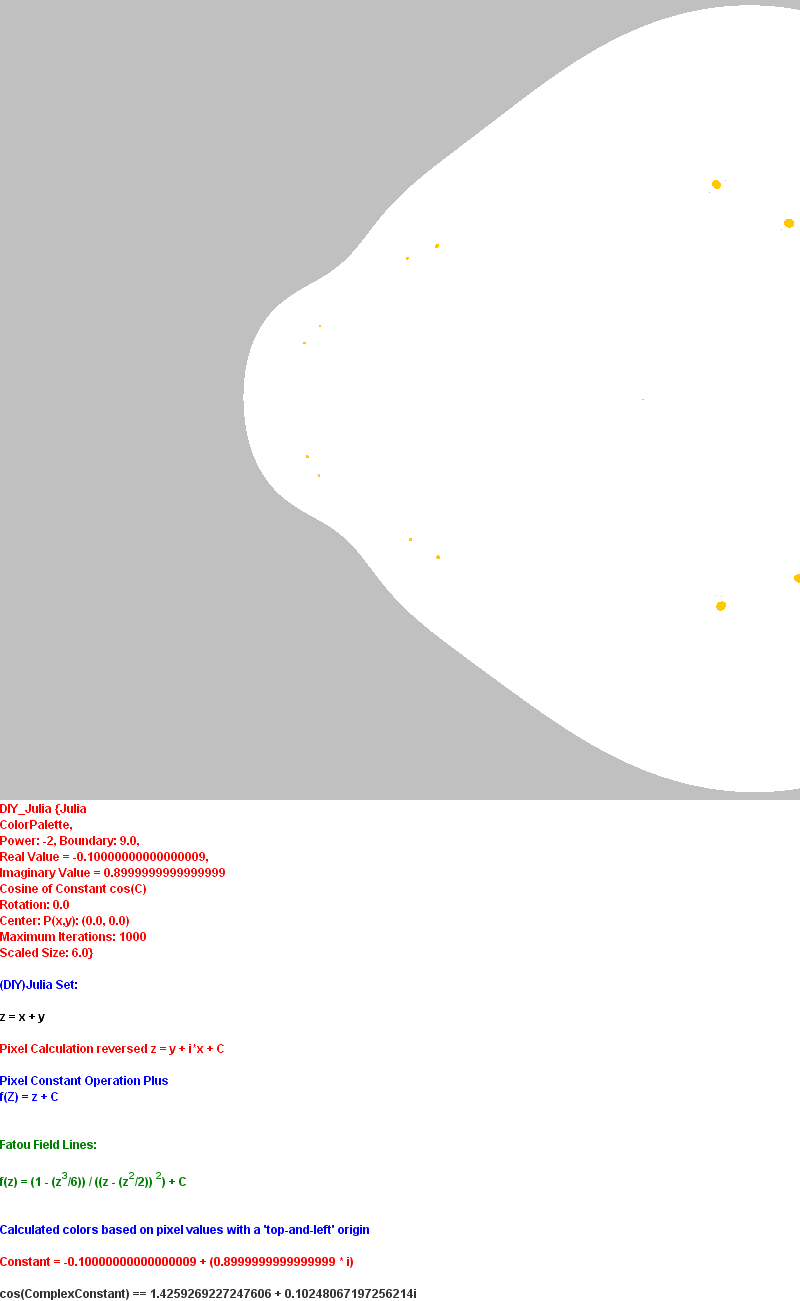 DIY_Julia {Julia
ColorPalette,
Power: -2, Boundary: 9.0,
Real Value = -0.10000000000000009,
Imaginary Value = 0.8999999999999999
Cosine of Constant cos(C)
Rotation: 0.0
Center: P(x,y): (0.0, 0.0)
Maximum Iterations: 1000
Scaled Size: 6.0}
(DIY)Julia Set:
z = x + y
Pixel Calculation reversed z = y + i*x + C
Pixel Constant Operation Plus
f(Z) = z + C
Fatou Field Lines:
f(z) = (1 - (z^3/6)) / ((z - (z^2/2)) ^2) + C
Calculated colors based on pixel values with a 'top-and-left' origin
Constant = -0.10000000000000009 + (0.8999999999999999 * i)
cos(ComplexConstant) == 1.4259269227247606 + 0.10248067197256214i